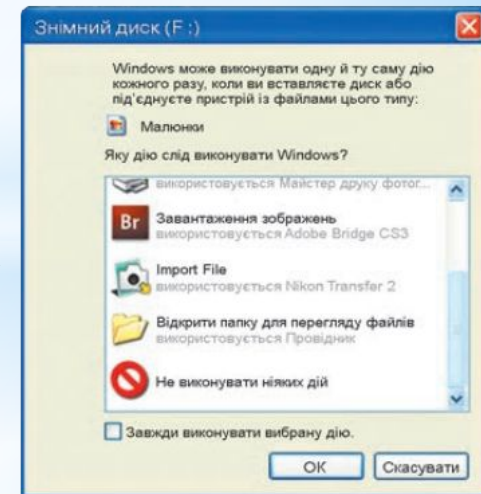 Знімний диск (F :)
Windows може виконувати одну й ту саму дію
кожного разу, коли ви вставляєте диск або
під'єднуєте пристрій із файлами цього типу:
Малюнки
Яку дію слід виконувати Windows?
використовується Майстер друку фотог...
Br
Завантаження зображень
використовується Adobe Bridge CS3
Import File
використовується Nikon Transfer 2
Відкрити папку для перегляду файлів
використовується Провідник
Не виконувати ніяких дій
Завжди виконувати вибрану дію.
ОК
Скасувати